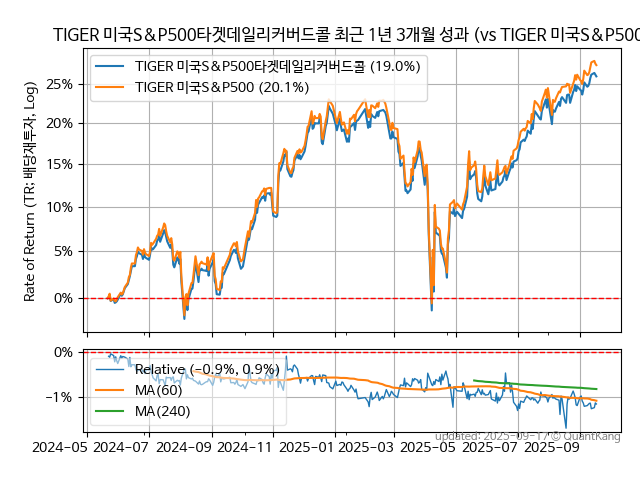 TIGER 미국S&P500타겟데일리커버드콜 최근 1년 3개월 성과 (vs TIGER 미국S&P500
TIGER 미국S&P500타겟데일리커버드콜 (19.0%)
TIGER 미국S&P500 (20.1%)
Rate of Return (TR: 배당재투자, Log)
25%
20%
15%
10%
5%
0%
0%
−1%
Relative (−0.9%, 0.9%)
MA(60)
MA(240)
updated: 2025-09-17 © QuantKang
2024-05 2024-07 2024-09 2024-11 2025-01 2025-03 2025-05 2025-07 2025-09